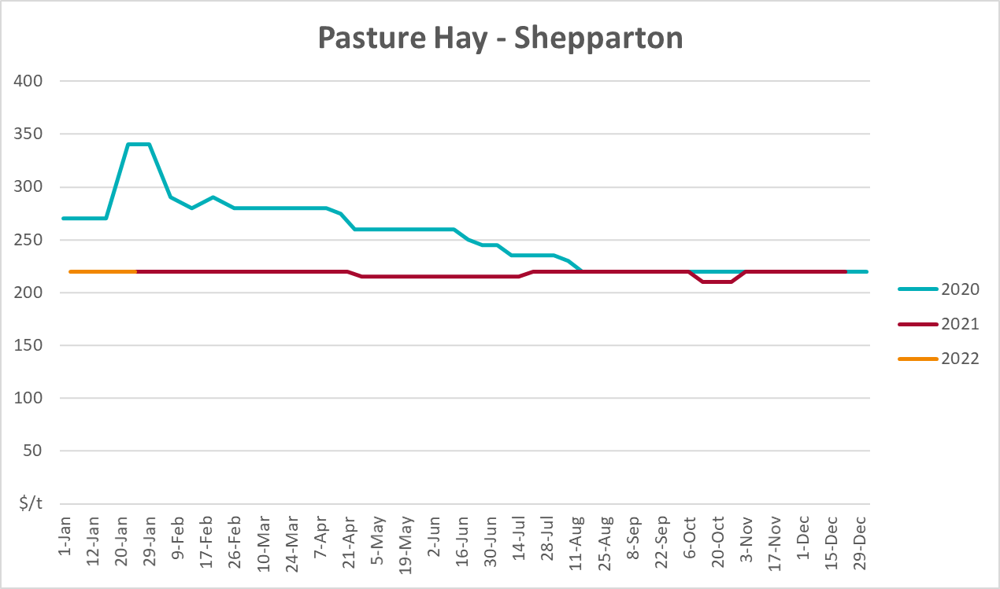 Pasture Hay - Shepparton
400
350
300
250
200
150
100
50
$/t
1-Jan
12-Jan
20-Jan
29-Jan
9-Feb
17-Feb
26-Feb
10-Mar
24-Mar
7-Apr
21-Apr
5-May
19-May
2-Jun
16-Jun
30-Jun
14-Jul
28-Jul
11-Aug
25-Aug
8-Sep
22-Sep
6-Oct
20-Oct
3-Nov
17-Nov
1-Dec
15-Dec
29-Dec
2020
2021
2022